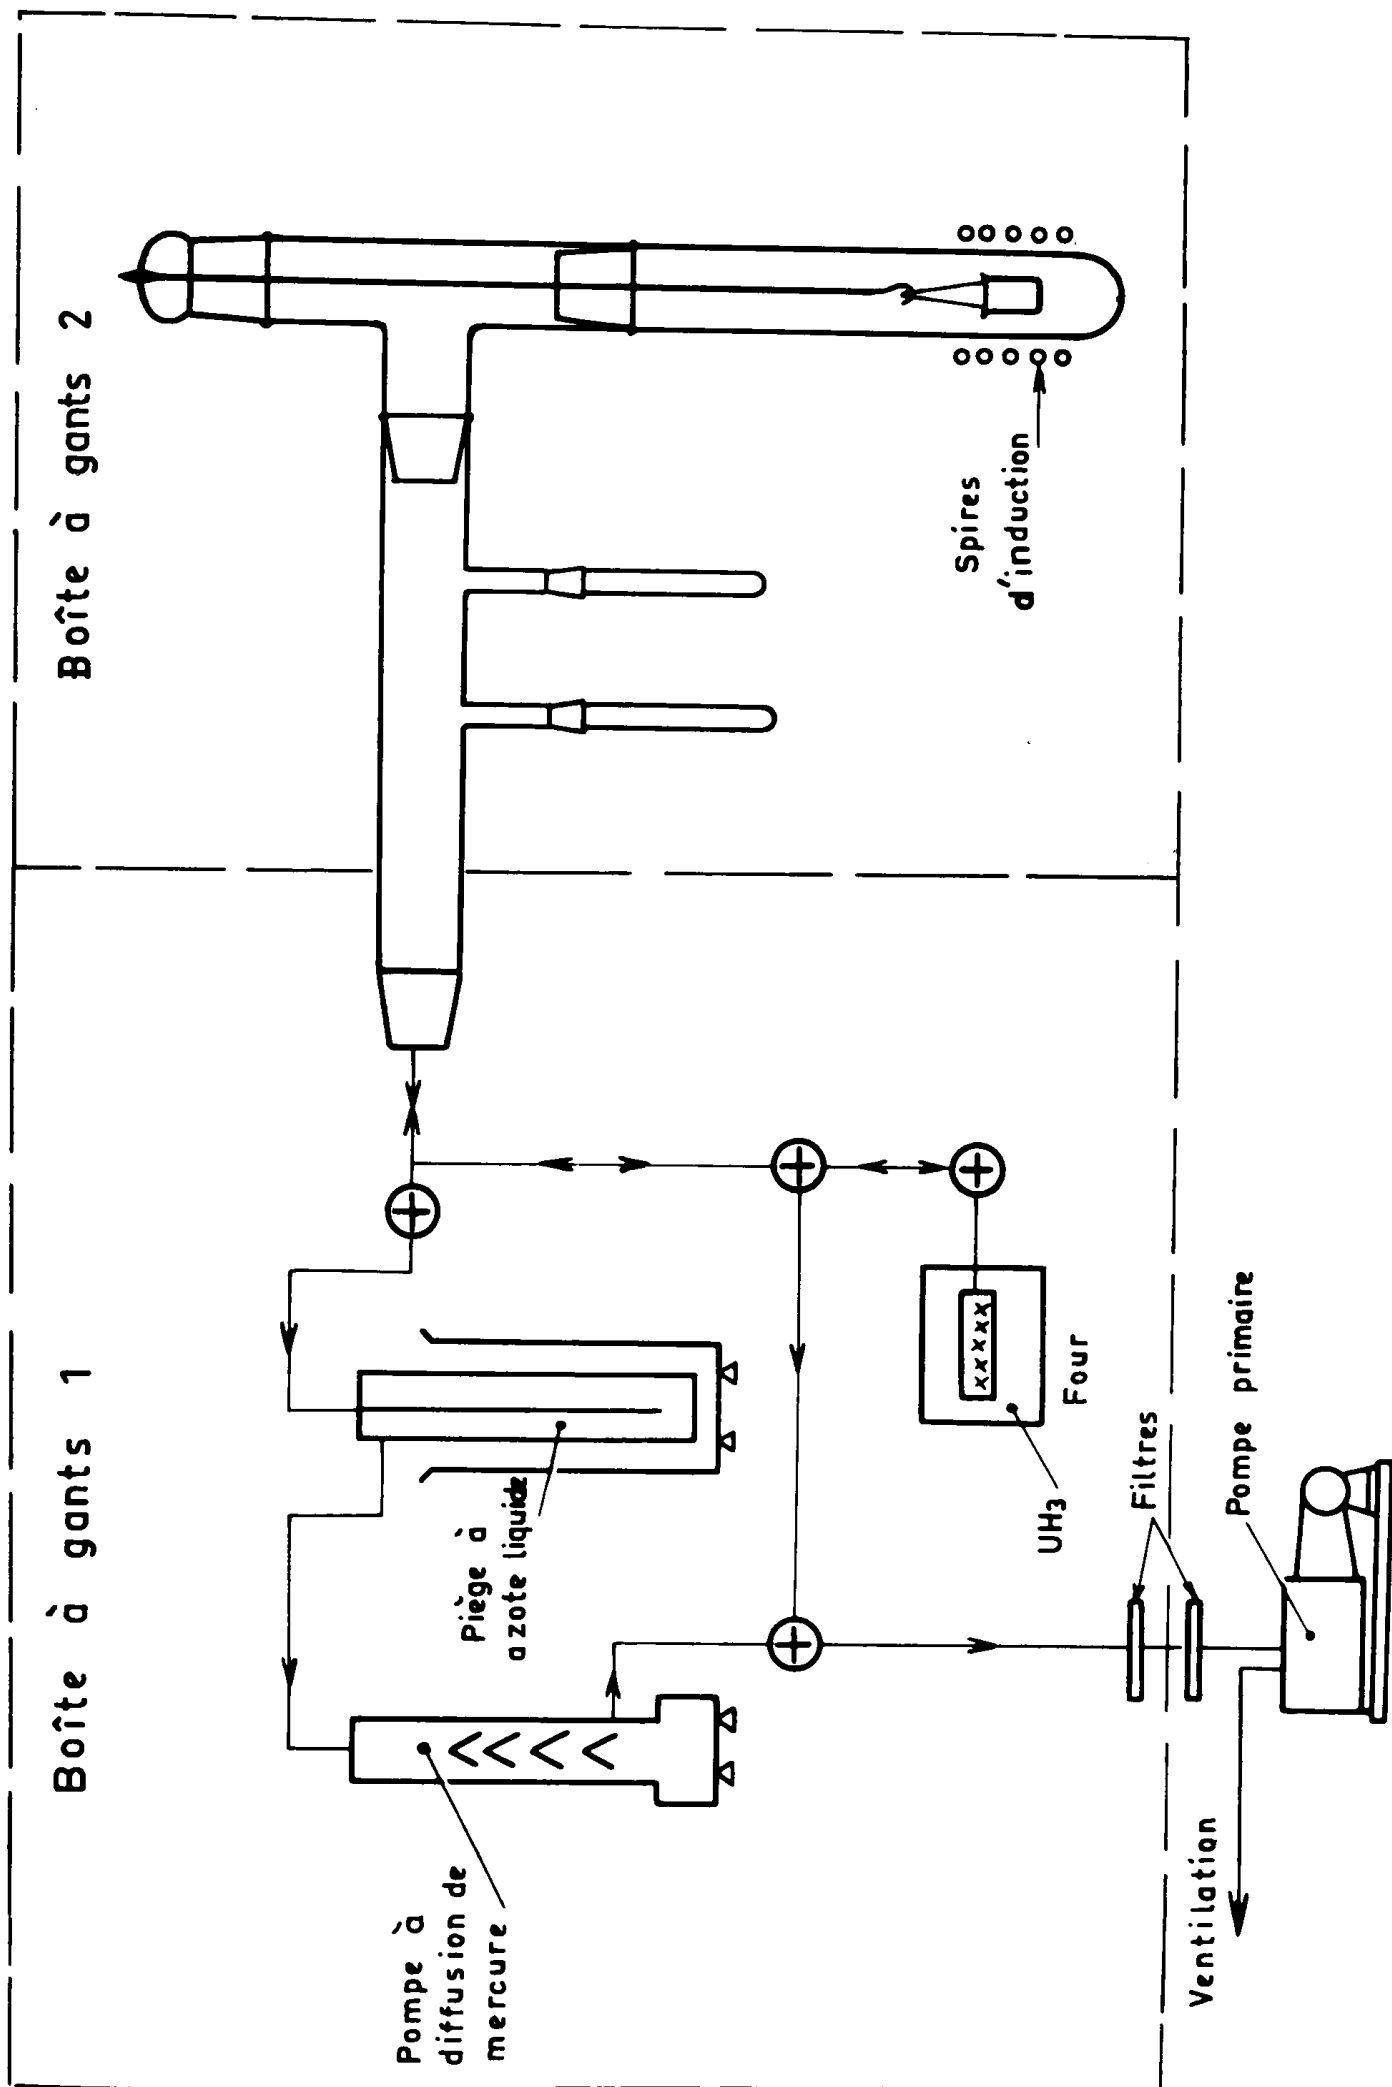 Boîte à gants 1
Boîte à gants 2
Pompe à
diffusion de
mercure
Piège à
azote liquide
Spires
d'induction
xxxxx
Four
UH₃
Filtres
Pompe primaire
Ventilation